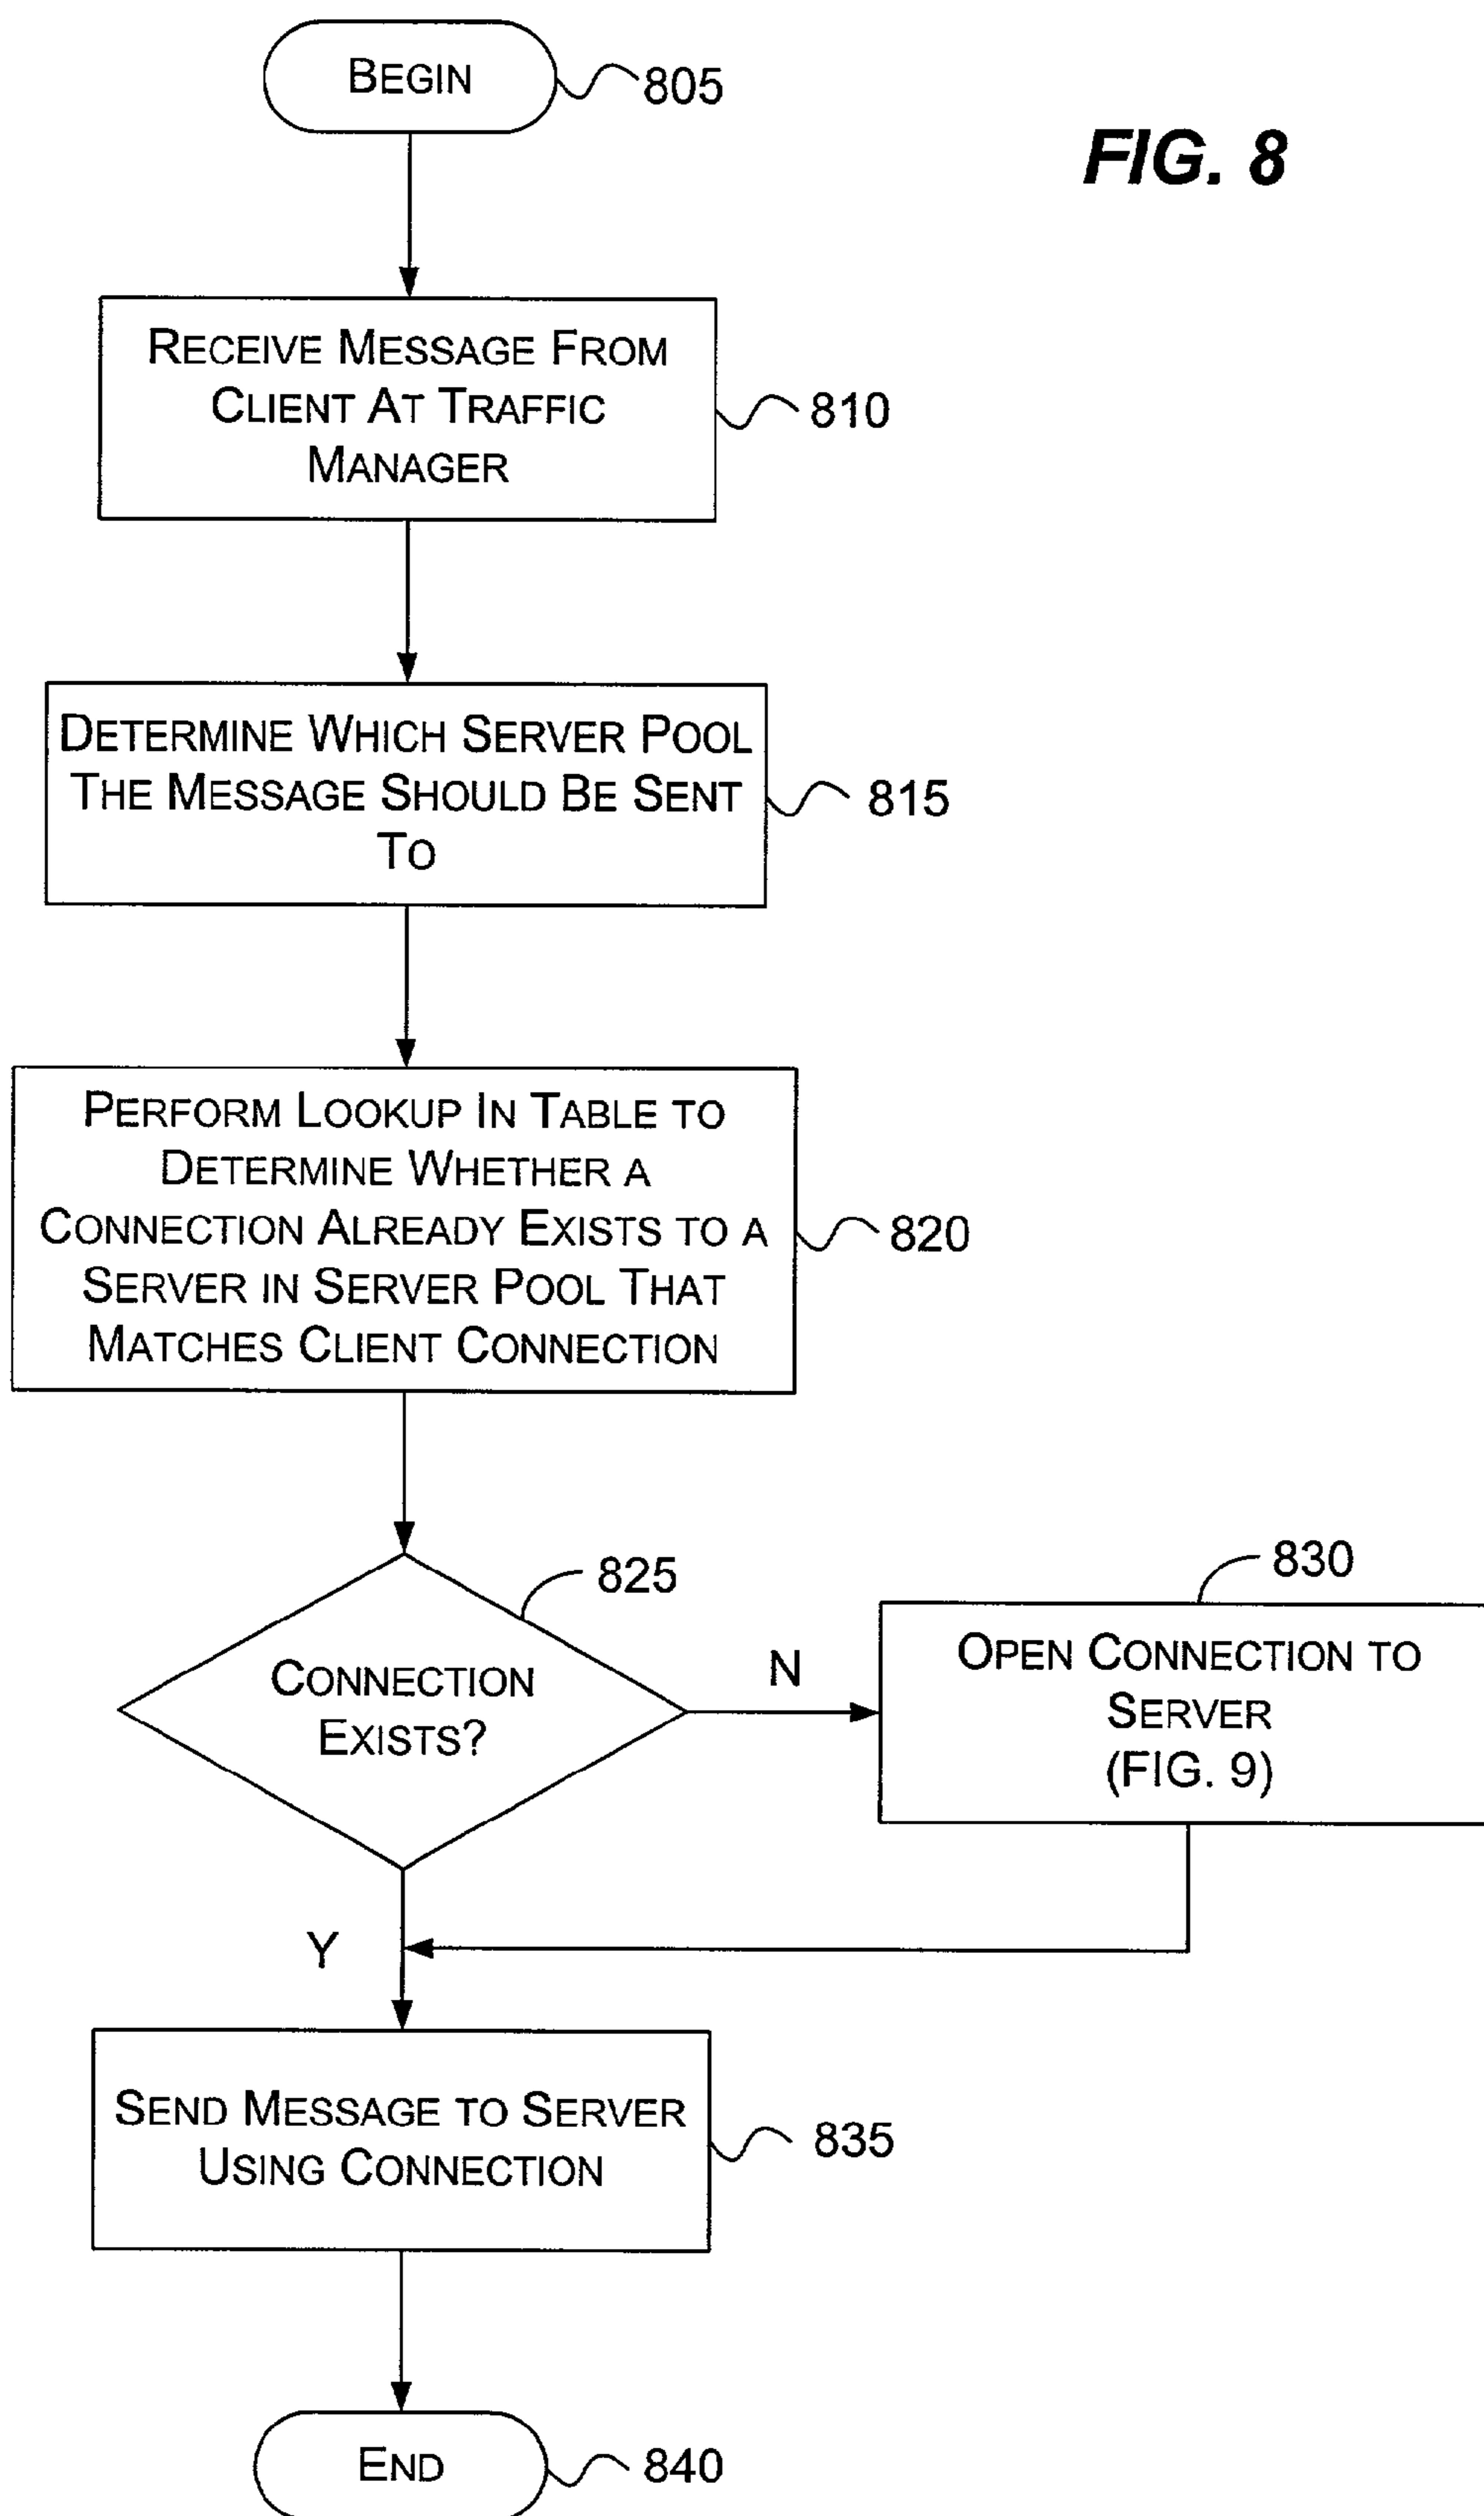 BEGIN
805
FIG. 8
RECEIVE MESSAGE FROM
CLIENT AT TRAFFIC
MANAGER
810
DETERMINE WHICH SERVER POOL
THE MESSAGE SHOULD BE SENT
TO
815
PERFORM LOOKUP IN TABLE TO
DETERMINE WHETHER A
CONNECTION ALREADY EXISTS TO A
SERVER IN SERVER POOL THAT
MATCHES CLIENT CONNECTION
820
825
CONNECTION
EXISTS?
N
830
OPEN CONNECTION TO
SERVER
(FIG. 9)
Y
SEND MESSAGE TO SERVER
USING CONNECTION
835
END
840